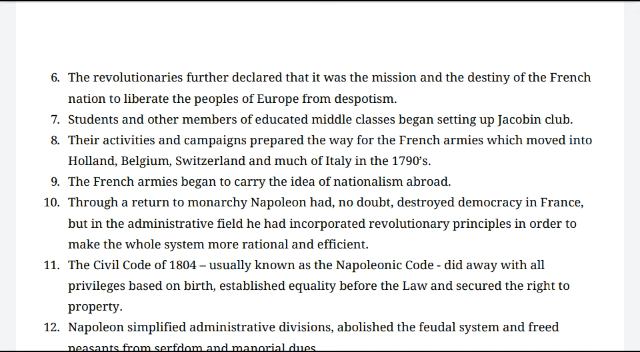 6. The revolutionaries further declared that it was the mission and the destiny of the French
nation to liberate the peoples of Europe from despotism.
7. Students and other members of educated middle classes began setting up Jacobin club.
8. Their activities and campaigns prepared the way for the French armies which moved into
Holland, Belgium, Switzerland and much of Italy in the 1790's.
9. The French armies began to carry the idea of nationalism abroad.
10. Through a return to monarchy Napoleon had, no doubt, destroyed democracy in France,
but in the administrative field he had incorporated revolutionary principles in order to
make the whole system more rational and efficient.
11. The Civil Code of 1804 – usually known as the Napoleonic Code - did away with all
privileges based on birth, established equality before the Law and secured the right to
property.
12. Napoleon simplified administrative divisions, abolished the feudal system and freed
peasants from serfdom and manorial dues.